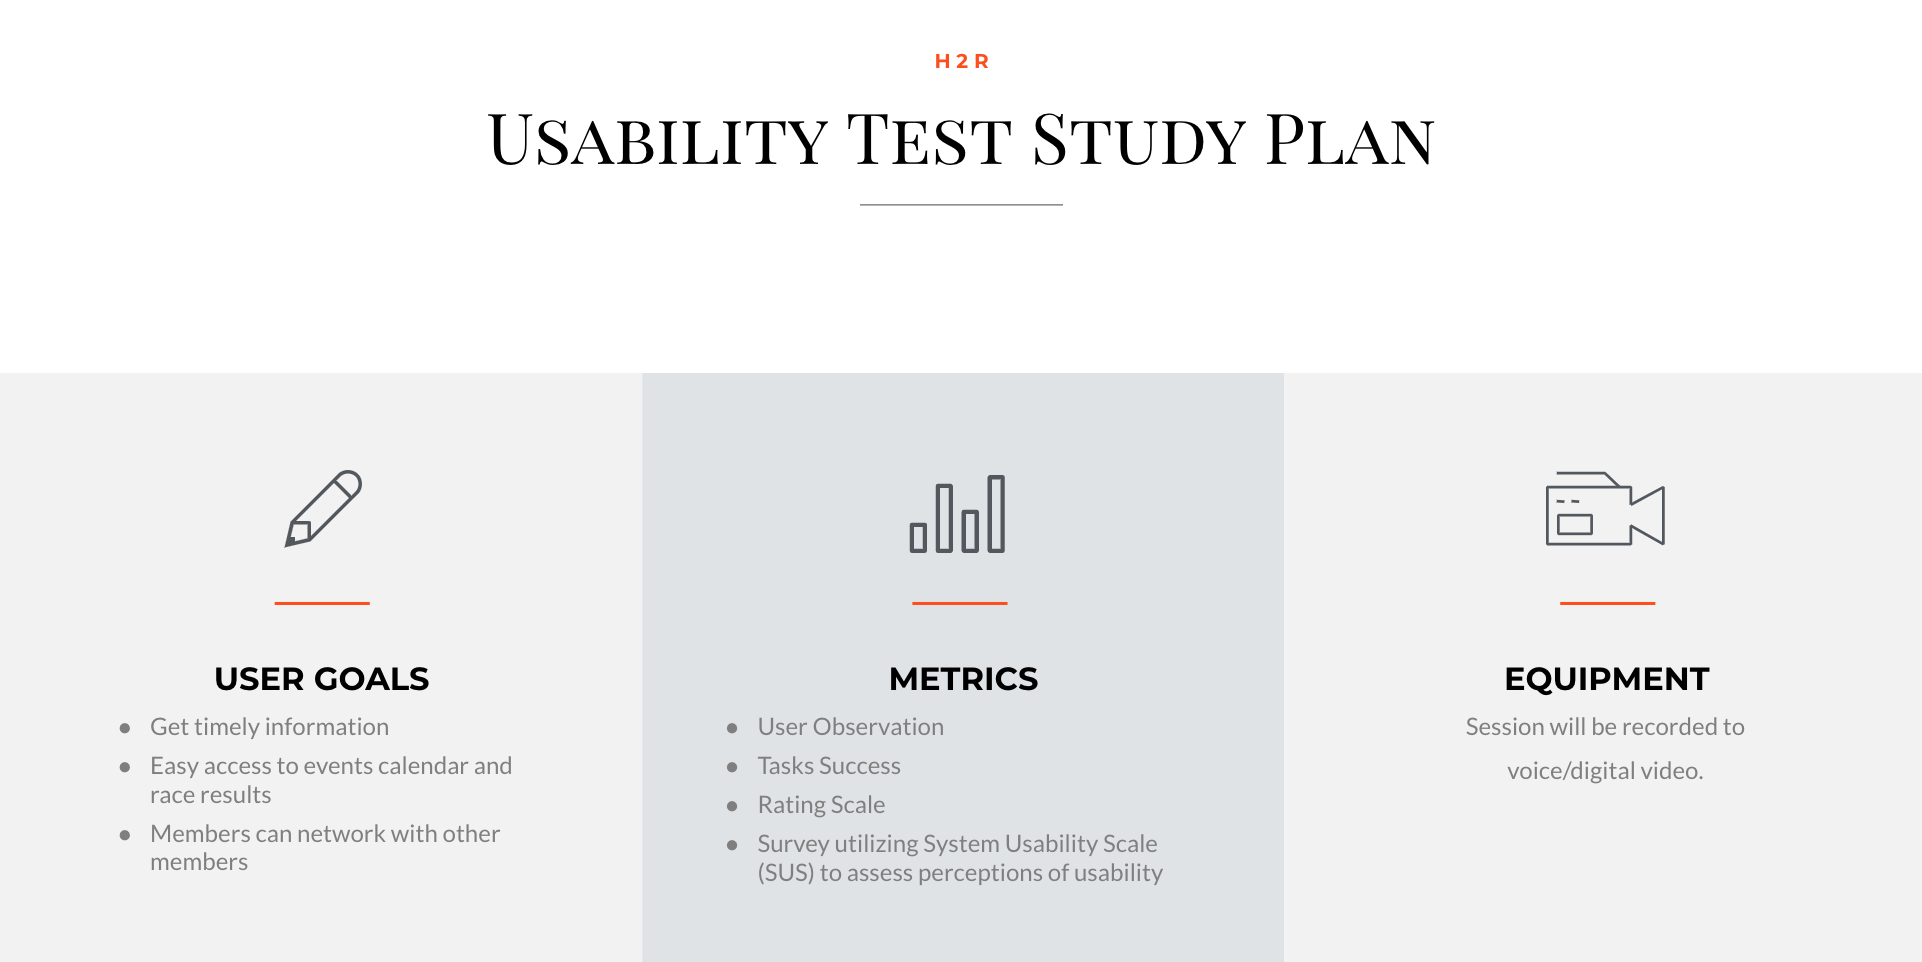 H2R
Usability Test Study Plan
USER GOALS
● Get timely information
● Easy access to events calendar and
race results
● Members can network with other
members
METRICS
● User Observation
● Tasks Success
● Rating Scale
● Survey utilizing System Usability Scale
(SUS) to assess perceptions of usability
EQUIPMENT
Session will be recorded to
voice/digital video.